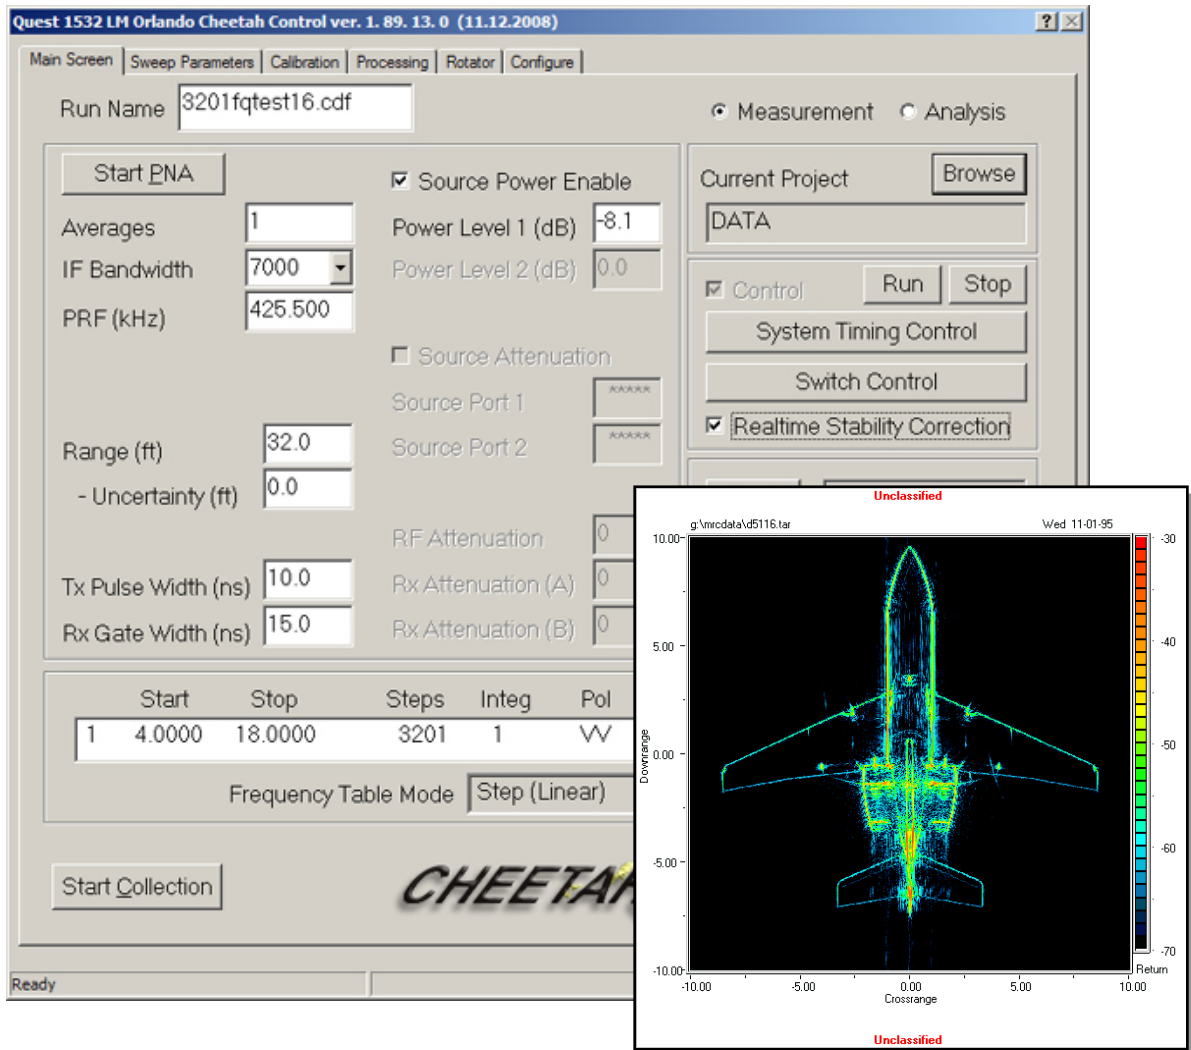 Quest 1532 LM Orlando Cheetah Control ver. 1. 89. 13. 0 (11.12.2008)
Main Screen Sweep Parameters Calibration Processing Rotator Configure
Run Name 3201fqtest16.cdf
Measurement Analysis
Start PNA
Source Power Enable
Current Project Browse
DATA
Averages 1
Power Level 1 (dB) -8.1
IF Bandwidth 7000
Power Level 2 (dB) 0.0
PRF (kHz) 425.500
Control Run Stop
System Timing Control
Source Attenuation
Switch Control
Source Port 1 *****
Realtime Stability Correction
Range (ft) 32.0
Source Port 2 *****
- Uncertainty (ft) 0.0
RF Attenuation 0
Tx Pulse Width (ns) 10.0
Rx Attenuation (A) 0
Rx Gate Width (ns) 15.0
Rx Attenuation (B) 0
Start Stop Steps Integ Pol
1 4.0000 18.0000 3201 1 VV
Frequency Table Mode Step (Linear)
Start Collection
CHEETAH
Ready
Unclassified
g:\mrcdata\d5116.tar Wed 11-01-95
10.00
5.00
0.00
-5.00
-10.00
Downrange
-10.00 -5.00 0.00 5.00 10.00
Crossrange
-30
-40
-50
-60
-70
Return
Unclassified